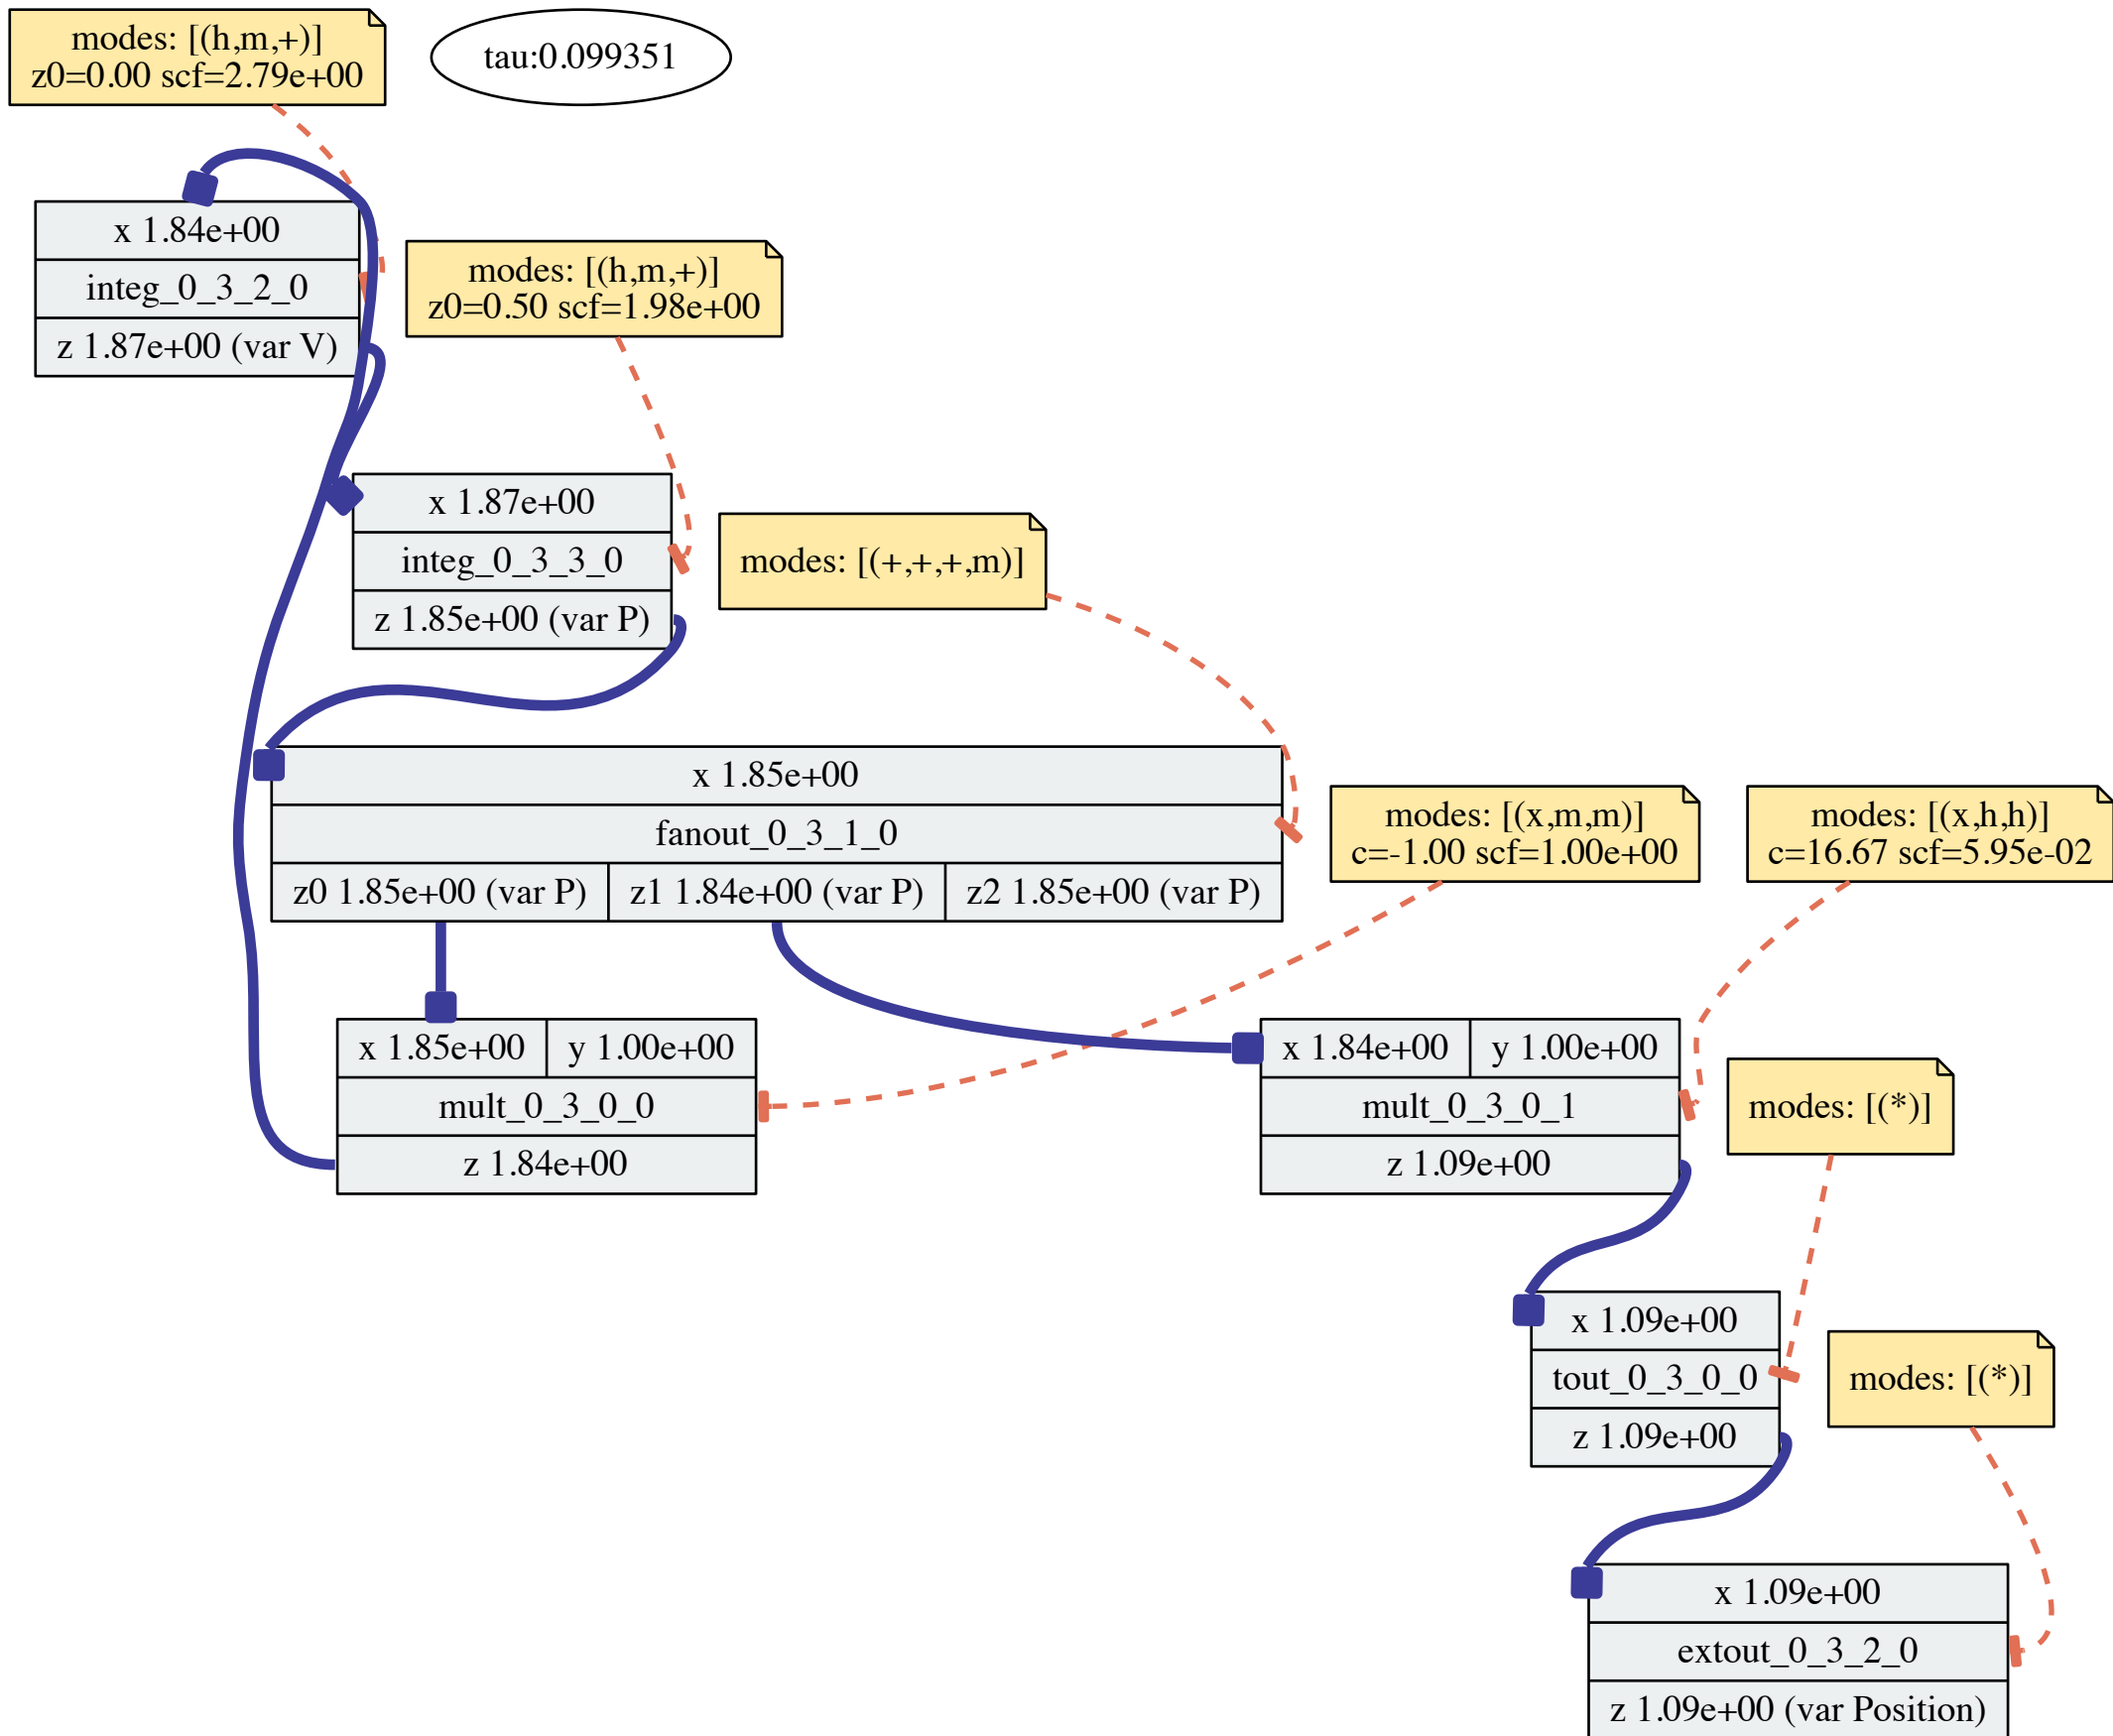 modes: [(h,m,+)]
z0=0.00 scf=2.79e+00
tau:0.099351
x 1.84e+00
integ_0_3_2_0
z 1.87e+00 (var V)
modes: [(h,m,+)]
z0=0.50 scf=1.98e+00
x 1.87e+00
integ_0_3_3_0
z 1.85e+00 (var P)
modes: [(+,+,+,m)]
x 1.85e+00
fanout_0_3_1_0
z0 1.85e+00 (var P)
z1 1.84e+00 (var P)
z2 1.85e+00 (var P)
modes: [(x,m,m)]
c=-1.00 scf=1.00e+00
modes: [(x,h,h)]
c=16.67 scf=5.95e-02
x 1.85e+00
y 1.00e+00
mult_0_3_0_0
z 1.84e+00
x 1.84e+00
y 1.00e+00
mult_0_3_0_1
z 1.09e+00
modes: [(*)]
x 1.09e+00
tout_0_3_0_0
z 1.09e+00
modes: [(*)]
x 1.09e+00
extout_0_3_2_0
z 1.09e+00 (var Position)